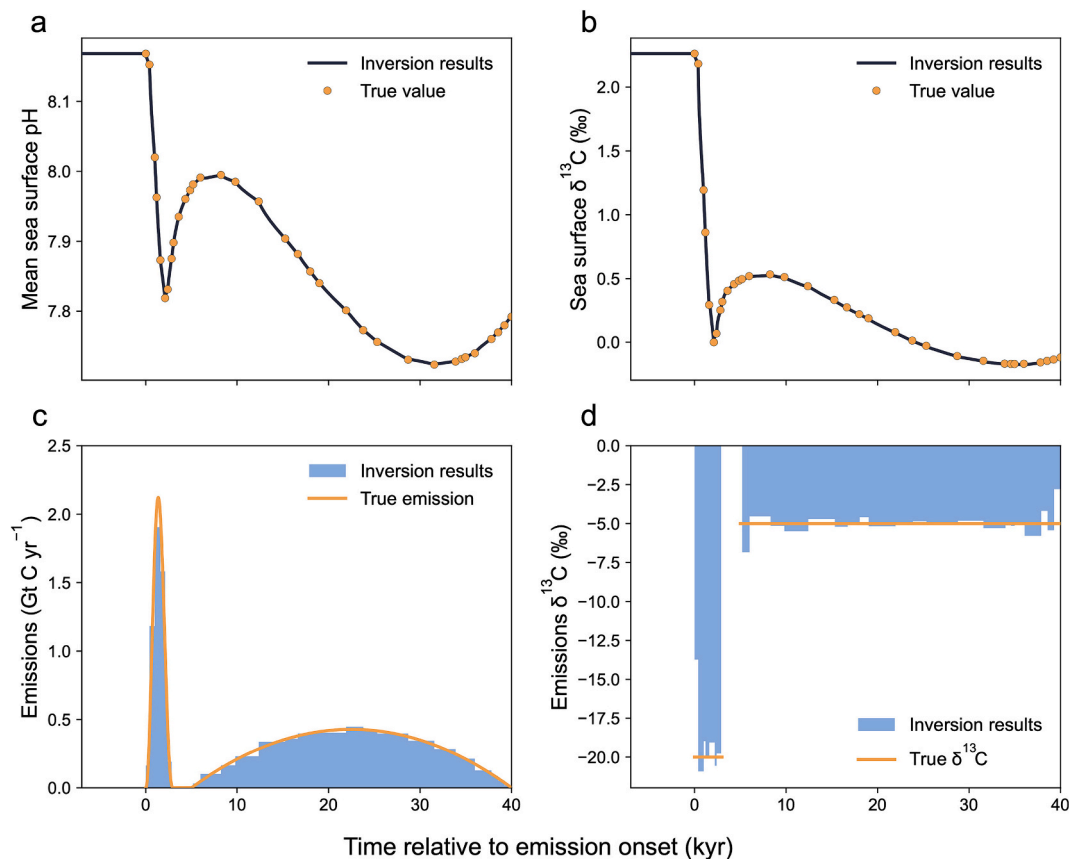 a
Mean sea surface pH
8.1
8.0
7.9
7.8
Inversion results
True value
b
Sea surface δ¹³C (‰)
2.0
1.5
1.0
0.5
0.0
Inversion results
True value
c
Emissions (Gt C yr⁻¹)
2.5
2.0
1.5
1.0
0.5
0.0
Inversion results
True emission
0
10
20
30
40
d
Emissions δ¹³C (‰)
0.0
−2.5
−5.0
−7.5
−10.0
−12.5
−15.0
−17.5
−20.0
Inversion results
True δ¹³C
0
10
20
30
40
Time relative to emission onset (kyr)